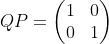 QP = \begin{pmatrix} 1 & 0 \\ 0 & 1 \end{pmatrix}